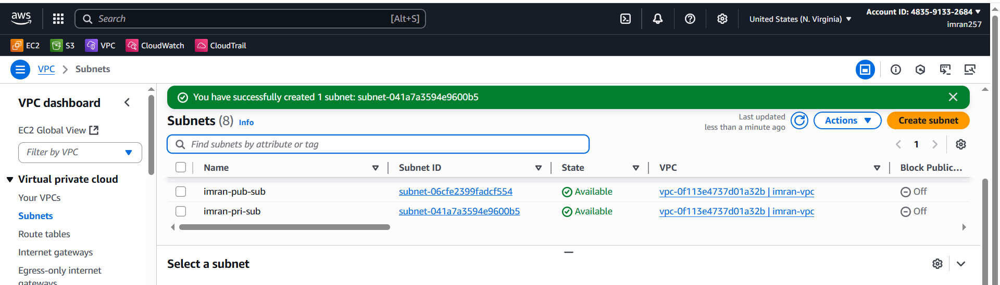 aws
Search [Alt+S]
United States (N. Virginia)
Account ID: 4835-9133-2684
imran257
EC2 S3 VPC CloudWatch CloudTrail
VPC Subnets
VPC dashboard
EC2 Global View
Filter by VPC
Virtual private cloud
Your VPCs
Subnets
Route tables
Internet gateways
Egress-only internet
gateways
You have successfully created 1 subnet: subnet-041a7a3594e9600b5
Subnets (8) Info
Last updated
less than a minute ago
Actions
Create subnet
Find subnets by attribute or tag
1
Name Subnet ID State VPC Block Public...
imran-pub-sub subnet-06cfe2399fadcf554 Available vpc-0f113e4737d01a32b | imran-vpc Off
imran-pri-sub subnet-041a7a3594e9600b5 Available vpc-0f113e4737d01a32b | imran-vpc Off
Select a subnet